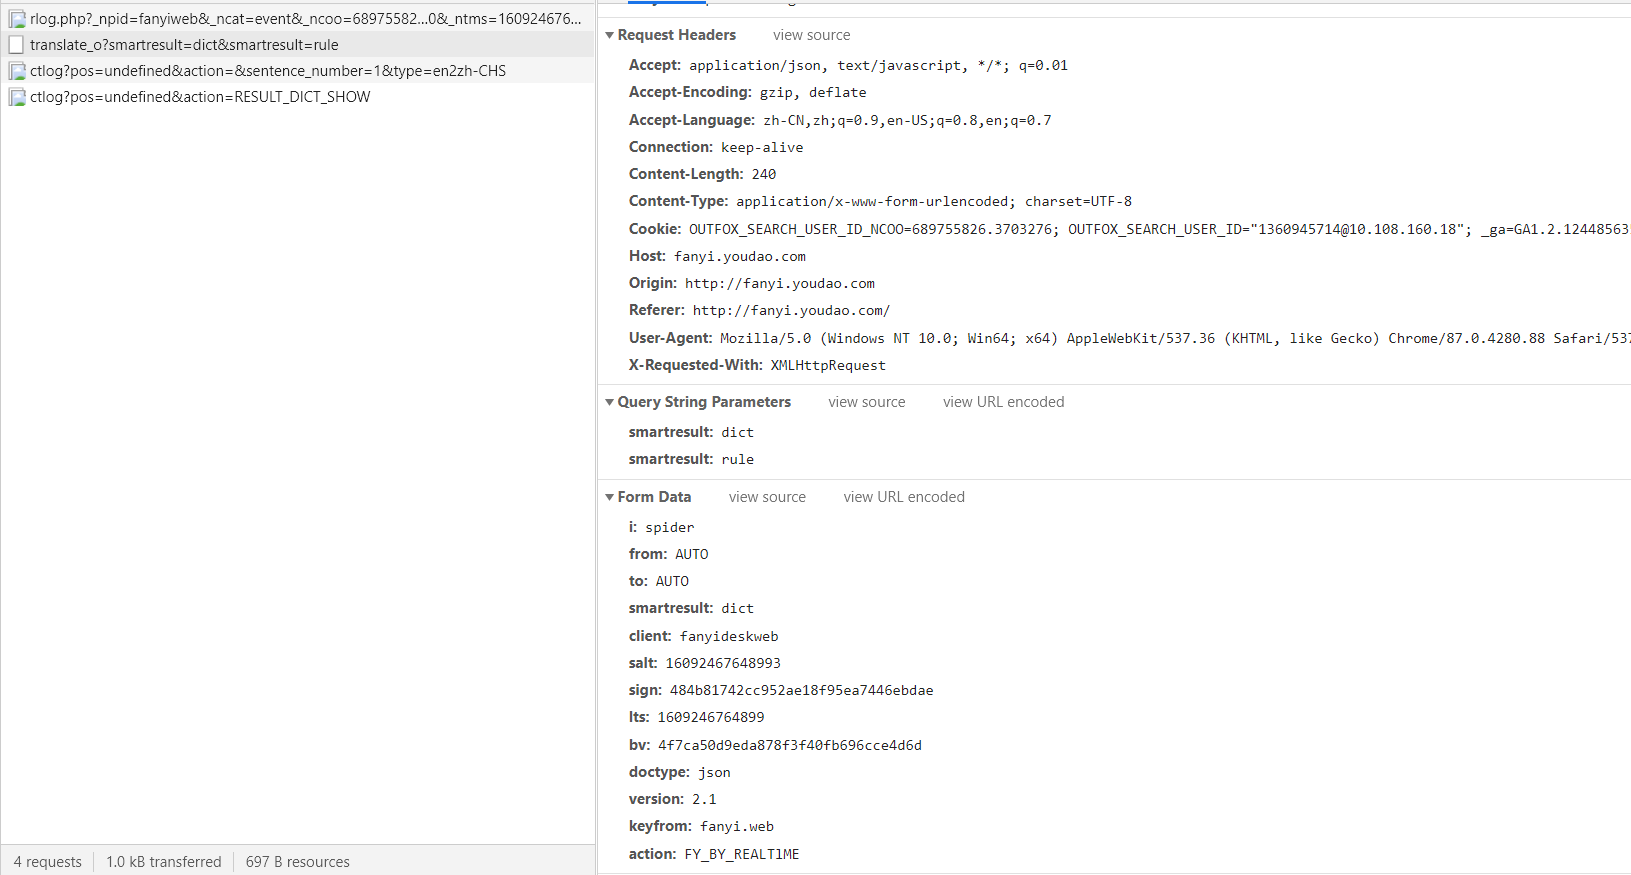 rlog.php?_npid=fanyiweb&_ncat=event&_ncoo=68975582...0&_ntms=160924676...
translate_o?smartresult=dict&smartresult=rule
ctlog?pos=undefined&action=&sentence_number=1&type=en2zh-CHS
ctlog?pos=undefined&action=RESULT_DICT_SHOW
4 requests 1.0 kB transferred 697 B resources
Request Headers view source
Accept: application/json, text/javascript, */*; q=0.01
Accept-Encoding: gzip, deflate
Accept-Language: zh-CN,zh;q=0.9,en-US;q=0.8,en;q=0.7
Connection: keep-alive
Content-Length: 240
Content-Type: application/x-www-form-urlencoded; charset=UTF-8
Cookie: OUTFOX_SEARCH_USER_ID_NCOO=689755826.3703276; OUTFOX_SEARCH_USER_ID="1360945714@10.108.160.18"; _ga=GA1.2.12448563
Host: fanyi.youdao.com
Origin: http://fanyi.youdao.com
Referer: http://fanyi.youdao.com/
User-Agent: Mozilla/5.0 (Windows NT 10.0; Win64; x64) AppleWebKit/537.36 (KHTML, like Gecko) Chrome/87.0.4280.88 Safari/537
X-Requested-With: XMLHttpRequest
Query String Parameters view source view URL encoded
smartresult: dict
smartresult: rule
Form Data view source view URL encoded
i: spider
from: AUTO
to: AUTO
smartresult: dict
client: fanyideskweb
salt: 16092467648993
sign: 484b81742cc952ae18f95ea7446ebdae
lts: 1609246764899
bv: 4f7ca50d9eda878f3f40fb696cce4d6d
doctype: json
version: 2.1
keyfrom: fanyi.web
action: FY_BY_REALTlME